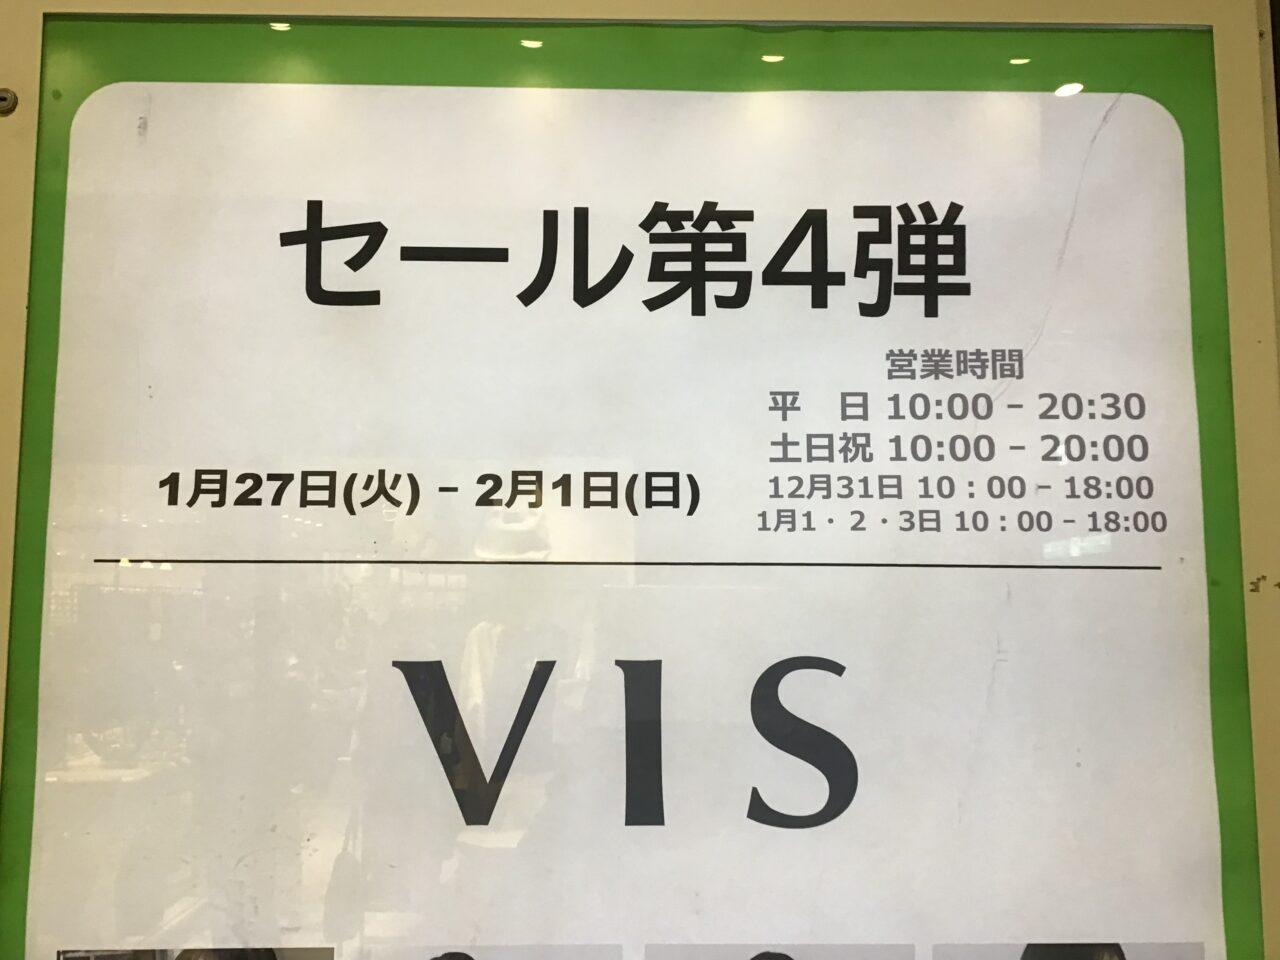 セール第4弾
営業時間
平　日 10:00 – 20:30
土日祝 10:00 – 20:00
12月31日 10：00 – 18:00
1月1・2・3日 10：00 – 18:00
1月27日(火) – 2月1日(日)
VIS